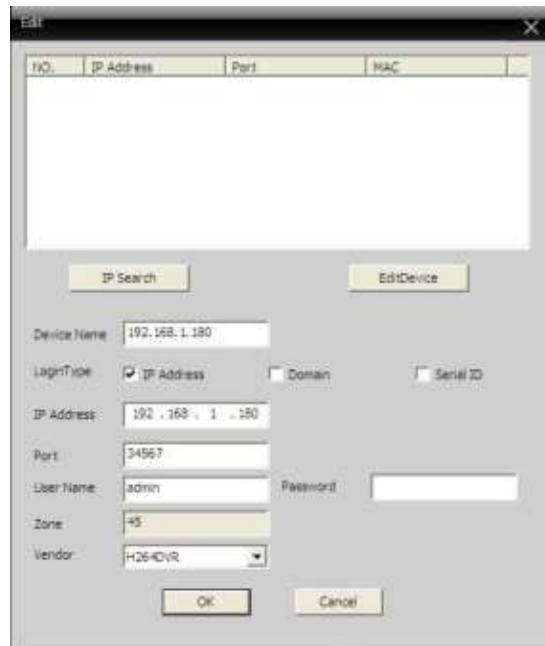 Edit
NO. IP Address Port MAC
IP Search EditDevice
Device Name 192.168.1.180
LoginType IP Address Domain Serial ID
IP Address 192 . 168 . 1 . 180
Port 34567
User Name admin Password
Zone 45
Vendor H264DVR
OK Cancel